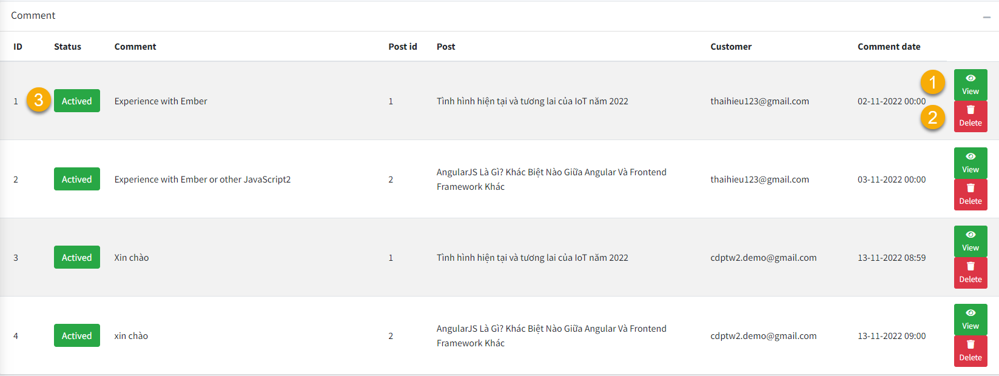 Comment
ID Status Comment Post id Post Customer Comment date
1 3 Actived Experience with Ember 1 Tình hình hiện tại và tương lai của IoT năm 2022 thaihieu123@gmail.com 02-11-2022 00:00 1 View
2 Delete
2 Actived Experience with Ember or other JavaScript2 2 AngularJS Là Gì? Khác Biệt Nào Giữa Angular Và Frontend
Framework Khác thaihieu123@gmail.com 03-11-2022 00:00 View
Delete
3 Actived Xin chào 1 Tình hình hiện tại và tương lai của IoT năm 2022 cdptw2.demo@gmail.com 13-11-2022 08:59 View
Delete
4 Actived xin chào 2 AngularJS Là Gì? Khác Biệt Nào Giữa Angular Và Frontend
Framework Khác cdptw2.demo@gmail.com 13-11-2022 09:00 View
Delete